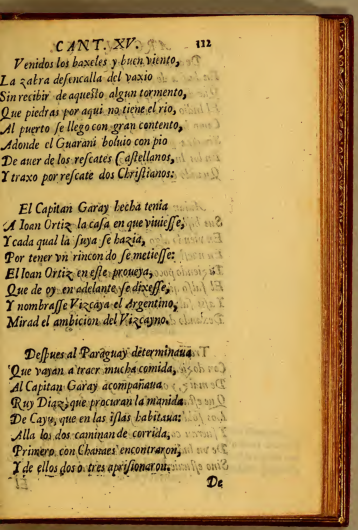 CANT. XV. 112
Venidos los baxeles y buen viento,
La zabra desencalla del vaxio
Sin recibir de aquesto algun tormento,
Que piedras por aqui no tiene el rio,
Al puerto se llego con gran contento,
Adonde el Guaraní boluio con pio
De auer de los rescates Castellanos,
Y traxo por rescate dos Christianos:
El Capitan Garay hecha tenia
A Ioan Ortiz la casa en que viuiesse,
Y cada qual la suya se hazia,
Por tener vn rincon do se metiesse:
El Ioan Ortiz en este proueya,
Que de oy en adelante se dixesse,
Y nombrasse Vizcaya el Argentino,
Mirad el ambicion del Vizcayno.
Despues al Paraguay determinaua
Que vayan a traer mucha comida,
Al Capitan Garay acompañaua
Ruy Diaz, que procuran la manida
De Cayu, que en las islas habitaua:
Alla los dos caminan de corrida,
Primero con Chanaes encontraron,
Y de ellos dos o tres aprisionaron,
De